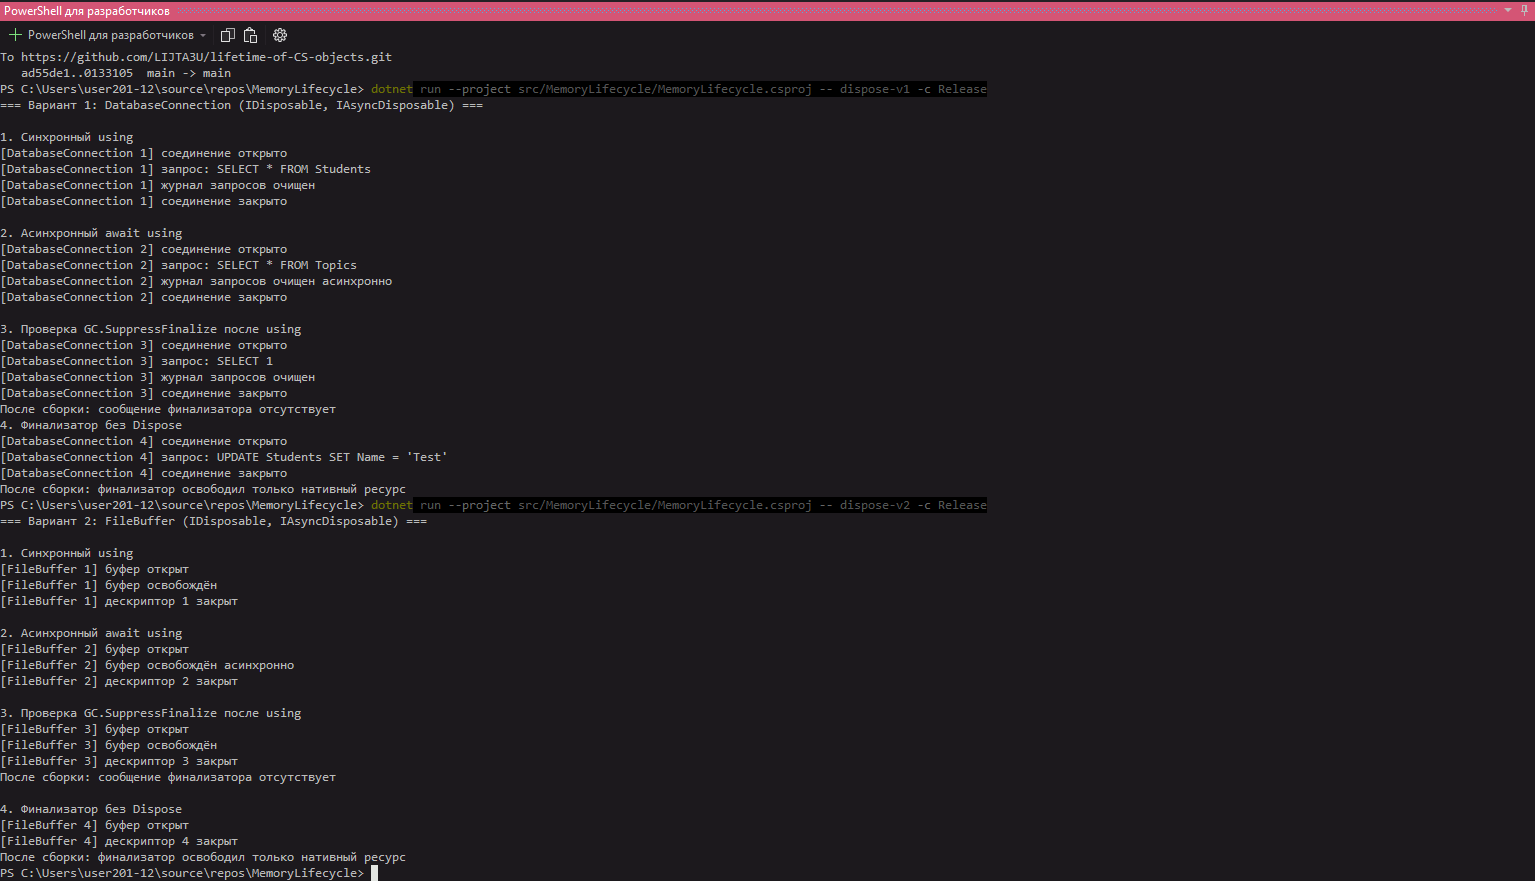 PowerShell для разработчиков
PowerShell для разработчиков
To https://github.com/LIJTA3U/lifetime-of-CS-objects.git
ad55de1..0133105 main -> main
PS C:\Users\user201-12\source\repos\MemoryLifecycle> dotnet run --project src/MemoryLifecycle/MemoryLifecycle.csproj -- dispose-v1 -c Release
=== Вариант 1: DatabaseConnection (IDisposable, IAsyncDisposable) ===
1. Синхронный using
[DatabaseConnection 1] соединение открыто
[DatabaseConnection 1] запрос: SELECT * FROM Students
[DatabaseConnection 1] журнал запросов очищен
[DatabaseConnection 1] соединение закрыто
2. Асинхронный await using
[DatabaseConnection 2] соединение открыто
[DatabaseConnection 2] запрос: SELECT * FROM Topics
[DatabaseConnection 2] журнал запросов очищен асинхронно
[DatabaseConnection 2] соединение закрыто
3. Проверка GC.SuppressFinalize после using
[DatabaseConnection 3] соединение открыто
[DatabaseConnection 3] запрос: SELECT 1
[DatabaseConnection 3] журнал запросов очищен
[DatabaseConnection 3] соединение закрыто
После сборки: сообщение финализатора отсутствует
4. Финализатор без Dispose
[DatabaseConnection 4] соединение открыто
[DatabaseConnection 4] запрос: UPDATE Students SET Name = 'Test'
[DatabaseConnection 4] соединение закрыто
После сборки: финализатор освободил только нативный ресурс
PS C:\Users\user201-12\source\repos\MemoryLifecycle> dotnet run --project src/MemoryLifecycle/MemoryLifecycle.csproj -- dispose-v2 -c Release
=== Вариант 2: FileBuffer (IDisposable, IAsyncDisposable) ===
1. Синхронный using
[FileBuffer 1] буфер открыт
[FileBuffer 1] буфер освобождён
[FileBuffer 1] дескриптор 1 закрыт
2. Асинхронный await using
[FileBuffer 2] буфер открыт
[FileBuffer 2] буфер освобождён асинхронно
[FileBuffer 2] дескриптор 2 закрыт
3. Проверка GC.SuppressFinalize после using
[FileBuffer 3] буфер открыт
[FileBuffer 3] буфер освобождён
[FileBuffer 3] дескриптор 3 закрыт
После сборки: сообщение финализатора отсутствует
4. Финализатор без Dispose
[FileBuffer 4] буфер открыт
[FileBuffer 4] дескриптор 4 закрыт
После сборки: финализатор освободил только нативный ресурс
PS C:\Users\user201-12\source\repos\MemoryLifecycle>